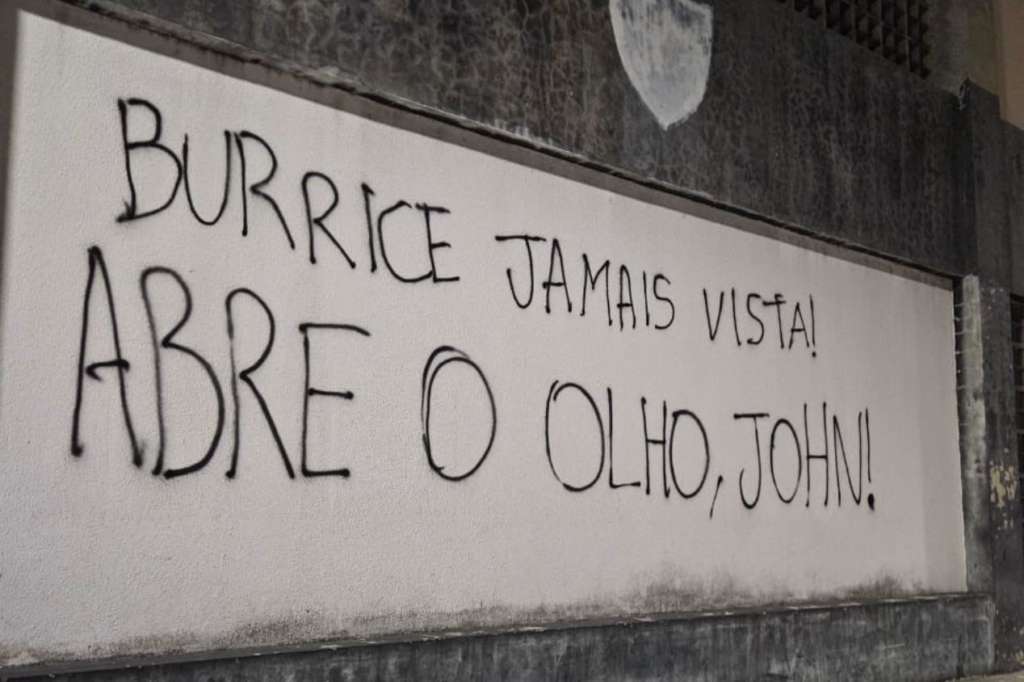 BURRICE JAMAIS VISTA!
ABRE O OLHO, JOHN!